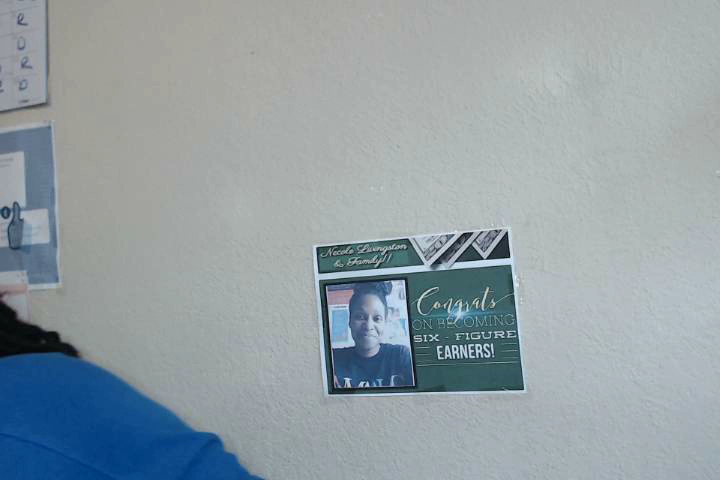 R
D
R
D
Necole Livingston
& Family!!
Congrats
ON BECOMING
SIX - FIGURE
EARNERS!